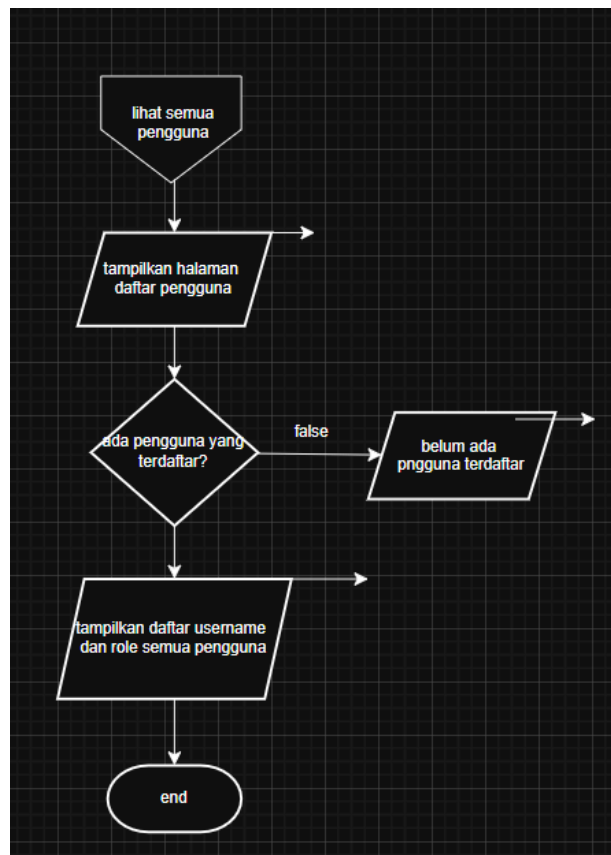 lihat semua
pengguna
tampilkan halaman
daftar pengguna
ada pengguna yang
terdaftar?
false
belum ada
pngguna terdaftar
tampilkan daftar username
dan role semua pengguna
end